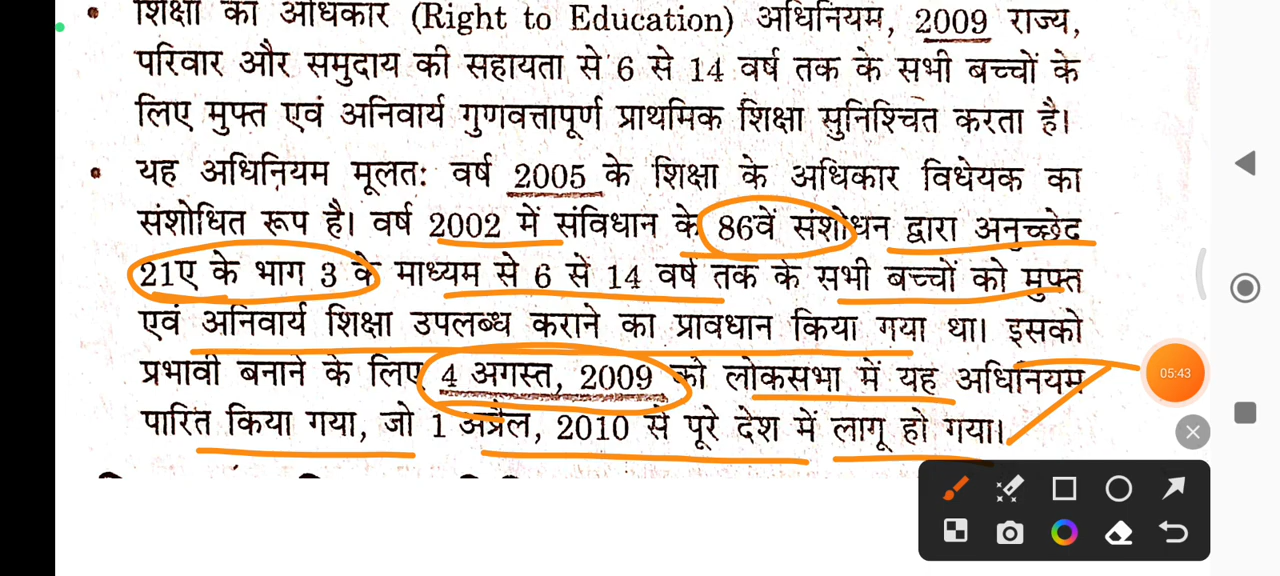 शिक्षा का अधिकार (Right to Education) अधिनियम, 2009 राज्य,
परिवार और समुदाय की सहायता से 6 से 14 वर्ष तक के सभी बच्चों के
लिए मुफ्त एवं अनिवार्य गुणवत्तापूर्ण प्राथमिक शिक्षा सुनिश्चित करता है।
यह अधिनियम मूलतः वर्ष 2005 के शिक्षा के अधिकार विधेयक का
संशोधित रूप है। वर्ष 2002 में संविधान के 86वें संशोधन द्वारा अनुच्छेद
21ए के भाग 3 के माध्यम से 6 से 14 वर्ष तक के सभी बच्चों को मुफ्त
एवं अनिवार्य शिक्षा उपलब्ध कराने का प्रावधान किया गया था। इसको
प्रभावी बनाने के लिए 4 अगस्त, 2009 को लोकसभा में यह अधिनियम
05:43
पारित किया गया, जो 1 अप्रैल, 2010 से पूरे देश में लागू हो गया।